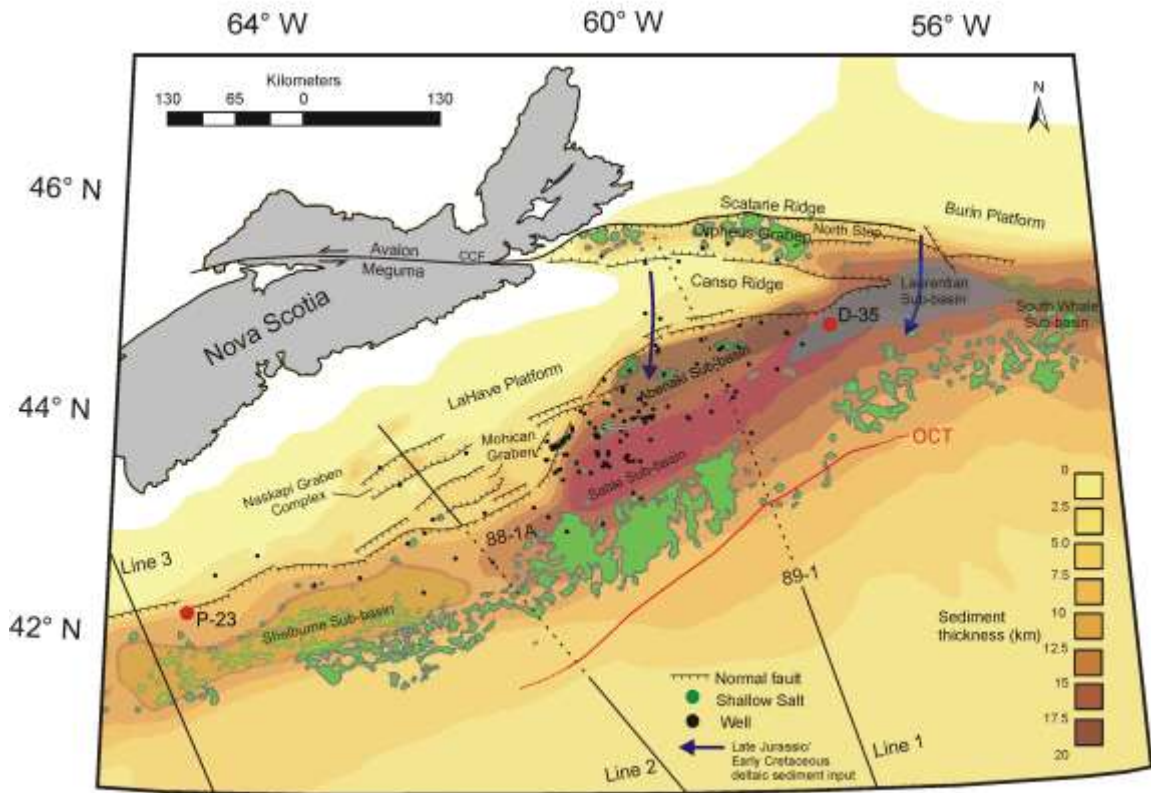 64° W
60° W
56° W
Kilometers
130 65 0 130
N
46° N
Scatarie Ridge
Burin Platform
Orpheus Graben
North Step
Avalon
CCF
Meguma
Canso Ridge
Laurentian
Sub-basin
South Whale
Sub-basin
D-35
Nova Scotia
LaHave Platform
Abenaki Sub-basin
44° N
OCT
Mohican
Graben
Naskapi Graben
Complex
Sable Sub-basin
88-1A
89-1
Line 3
P-23
Shelburne Sub-basin
42° N
Sediment
thickness (km)
0
2.5
5.0
7.5
10
12.5
15
17.5
20
Normal fault
Shallow Salt
Well
Late Jurassic/
Early Cretaceous
deltaic sediment input
Line 2
Line 1